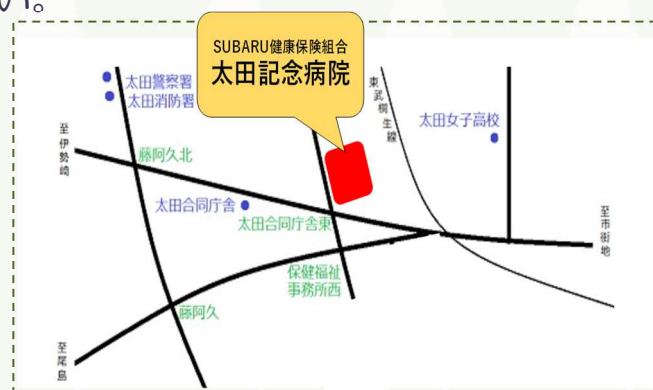 い。
SUBARU健康保険組合
太田記念病院
太田警察署
太田消防署
東武桐生線
太田女子高校
至伊勢崎
藤阿久北
太田合同庁舎
太田合同庁舎東
至市街地
保健福祉
事務所西
藤阿久
至尾島